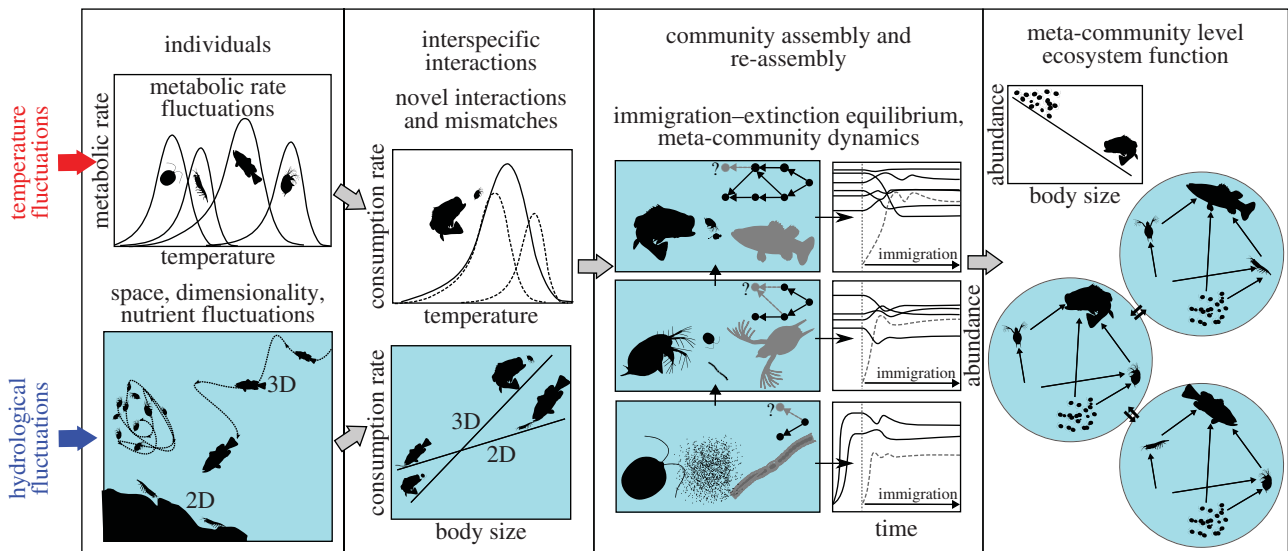 temperature
fluctuations
hydrological
fluctuations
individuals
metabolic rate
fluctuations
metabolic rate
temperature
space, dimensionality,
nutrient fluctuations
3D
2D
interspecific
interactions
novel interactions
and mismatches
consumption rate
temperature
consumption rate
3D
2D
body size
community assembly and
re-assembly
immigration–extinction equilibrium,
meta-community dynamics
?
immigration
?
immigration
?
immigration
abundance
time
meta-community level
ecosystem function
abundance
body size